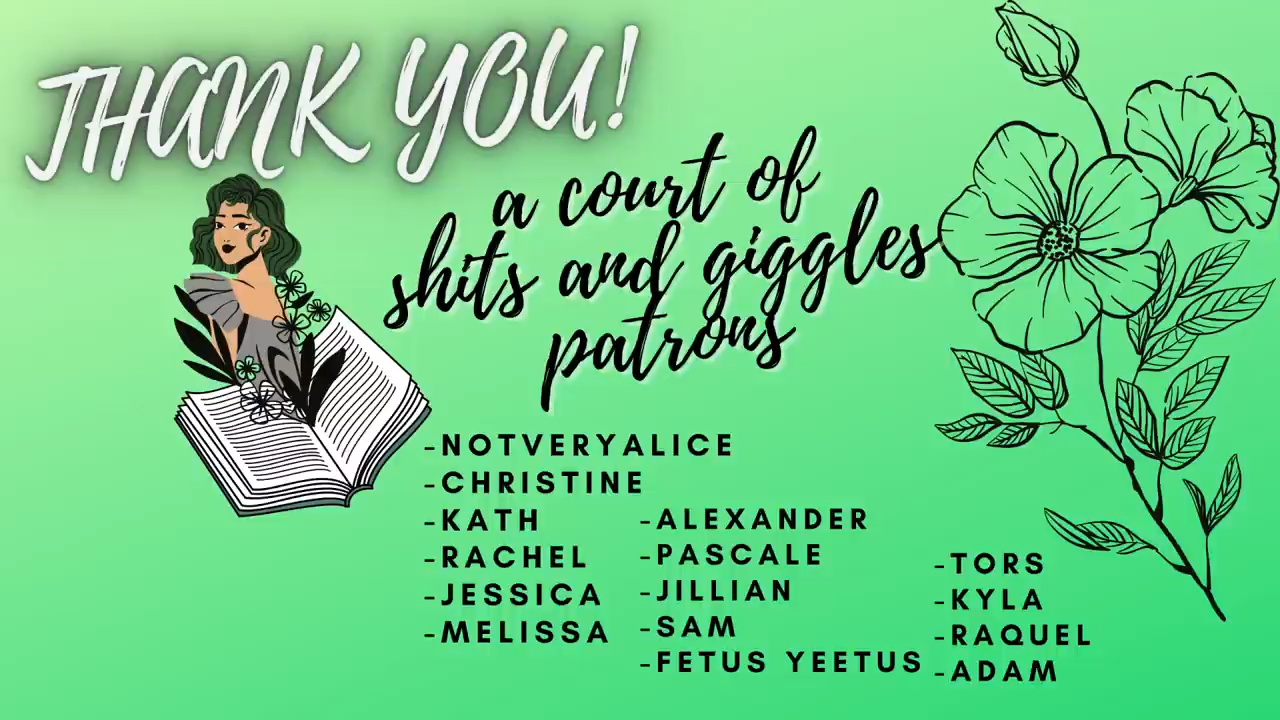 THANK YOU!
a court of
shits and giggles
patrons
-NOTVERYALICE
-CHRISTINE
-KATH
-RACHEL
-JESSICA
-MELISSA
-ALEXANDER
-PASCALE
-JILLIAN
-SAM
-FETUS YEETUS
-TORS
-KYLA
-RAQUEL
-ADAM